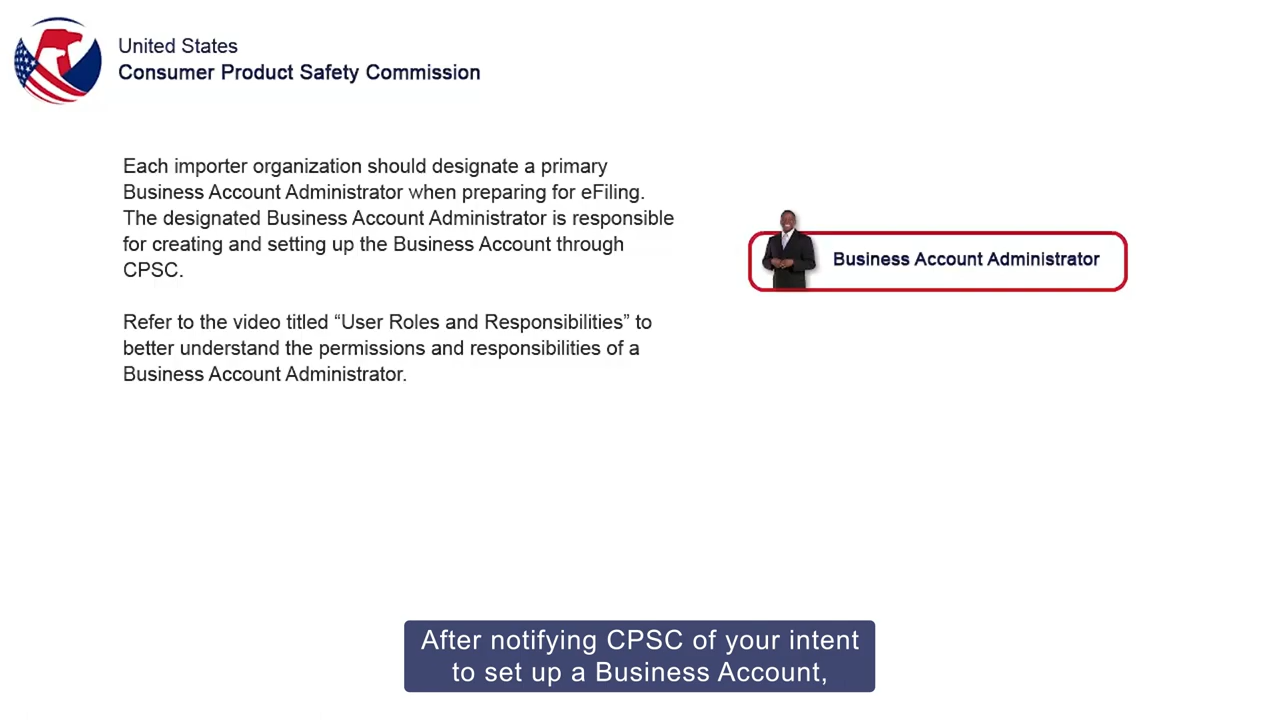 United States
Consumer Product Safety Commission
Each importer organization should designate a primary
Business Account Administrator when preparing for eFiling.
The designated Business Account Administrator is responsible
for creating and setting up the Business Account through
CPSC.
Refer to the video titled “User Roles and Responsibilities” to
better understand the permissions and responsibilities of a
Business Account Administrator.
Business Account Administrator
After notifying CPSC of your intent
to set up a Business Account,